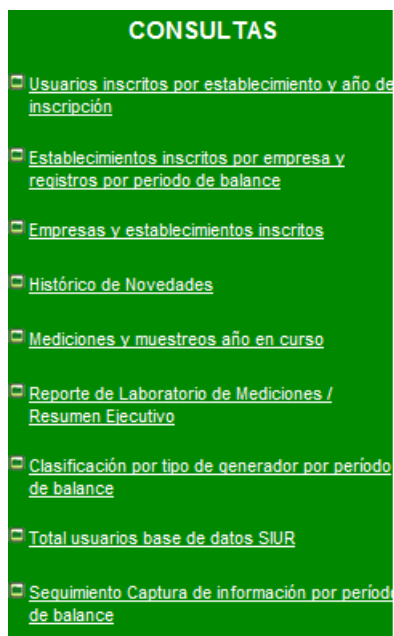 CONSULTAS
Usuarios inscritos por establecimiento y año de
inscripción
Establecimientos inscritos por empresa y
registros por periodo de balance
Empresas y establecimientos inscritos
Histórico de Novedades
Mediciones y muestreos año en curso
Reporte de Laboratorio de Mediciones /
Resumen Ejecutivo
Clasificación por tipo de generador por período
de balance
Total usuarios base de datos SIUR
Seguimiento Captura de información por período
de balance